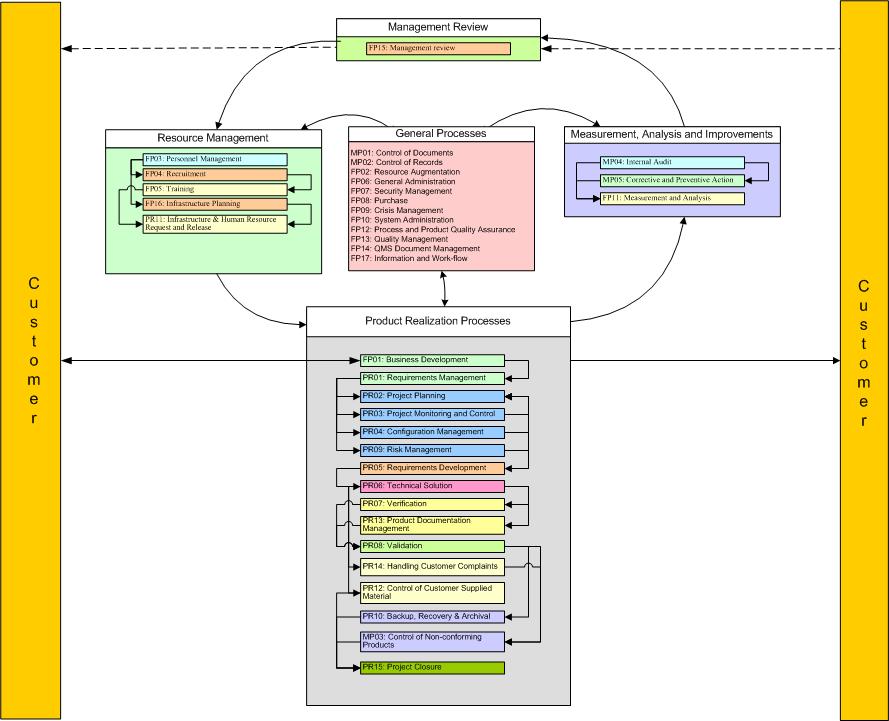 Management Review
FP15: Management review
Customer
Customer
Resource Management
FP03: Personnel Management
FP04: Recruitment
FP05: Training
FP16: Infrastructure Planning
PR11: Infrastructure & Human Resource
Request and Release
General Processes
MP01: Control of Documents
MP02: Control of Records
FP02: Resource Augmentation
FP06: General Administration
FP07: Security Management
FP08: Purchase
FP09: Crisis Management
FP10: System Administration
FP12: Process and Product Quality Assurance
FP13: Quality Management
FP14: QMS Document Management
FP17: Information and Work-flow
Measurement, Analysis and Improvements
MP04: Internal Audit
MP05: Corrective and Preventive Action
FP11: Measurement and Analysis
Product Realization Processes
FP01: Business Development
PR01: Requirements Management
PR02: Project Planning
PR03: Project Monitoring and Control
PR04: Configuration Management
PR09: Risk Management
PR05: Requirements Development
PR06: Technical Solution
PR07: Verification
PR13: Product Documentation
Management
PR08: Validation
PR14: Handling Customer Complaints
PR12: Control of Customer Supplied
Material
PR10: Backup, Recovery & Archival
MP03: Control of Non-conforming
Products
PR15: Project Closure